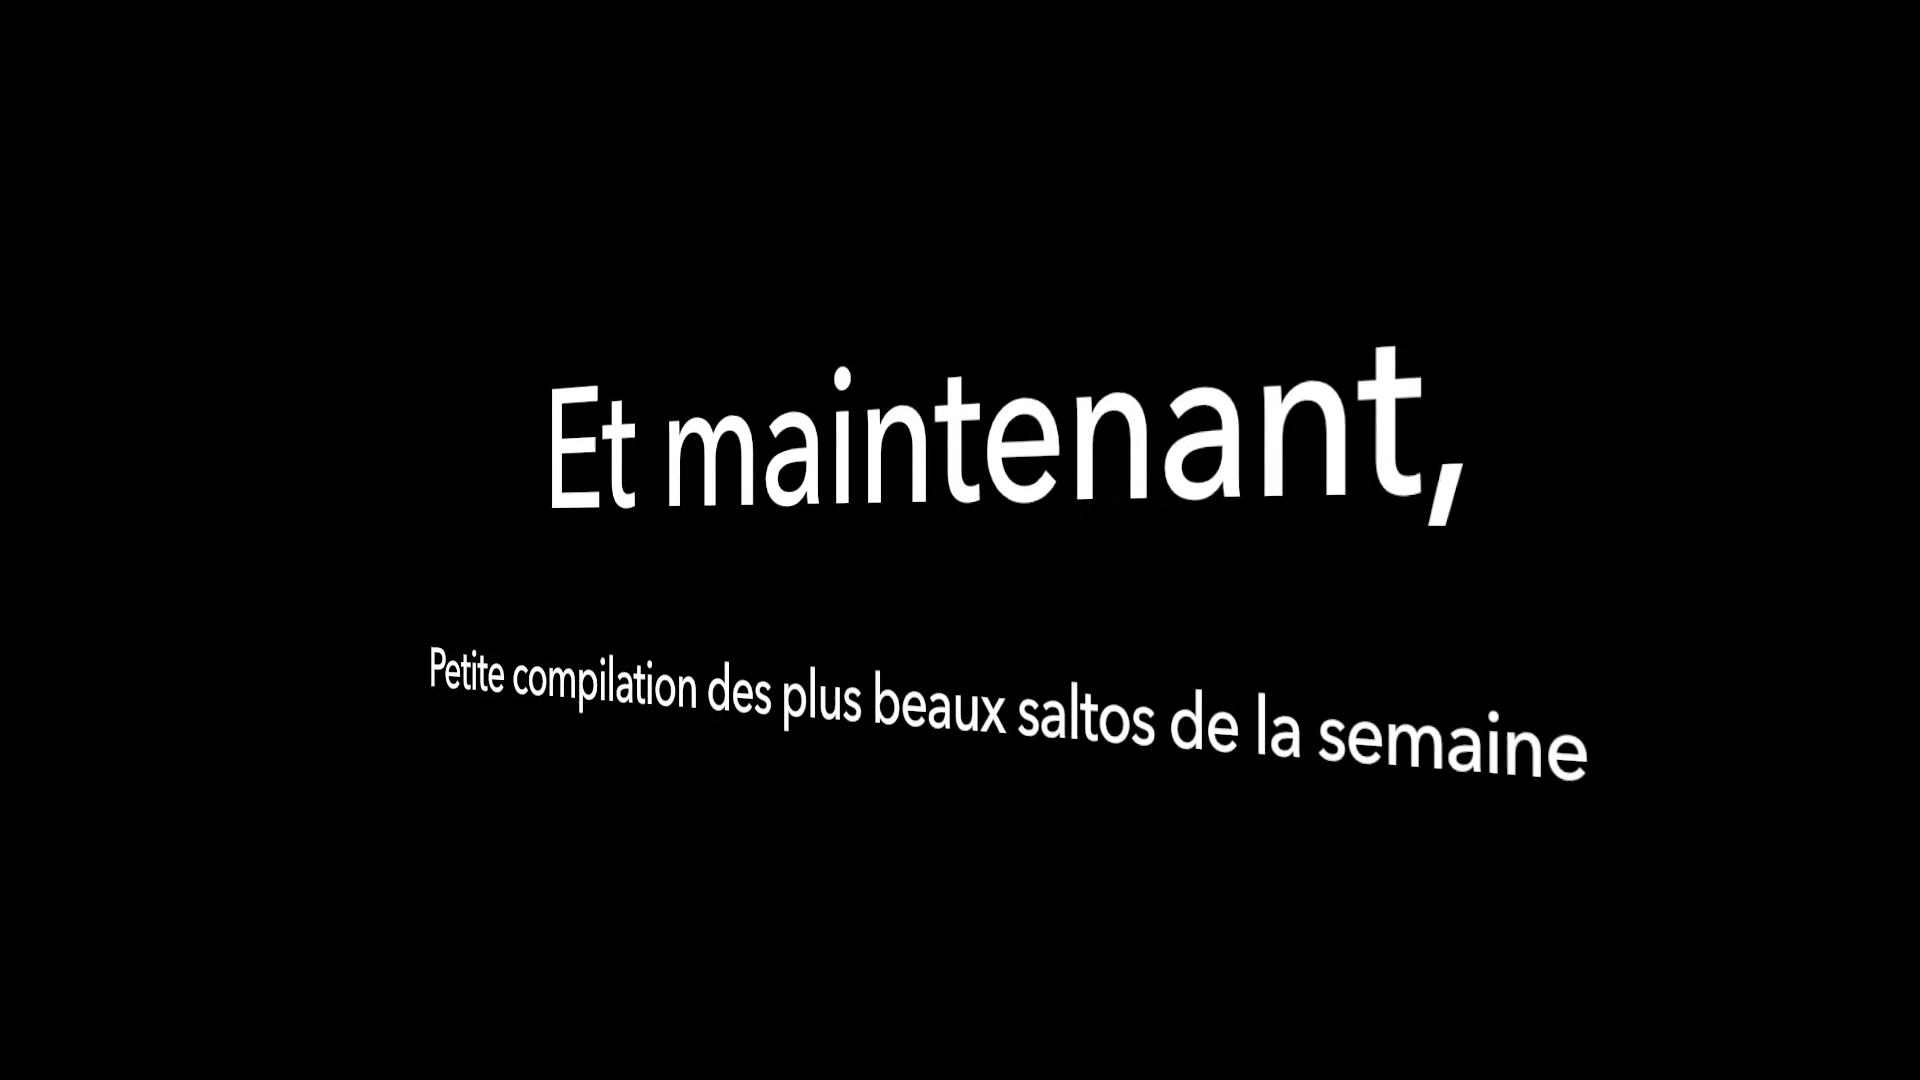 Et maintenant,
Petite compilation des plus beaux saltos de la semaine